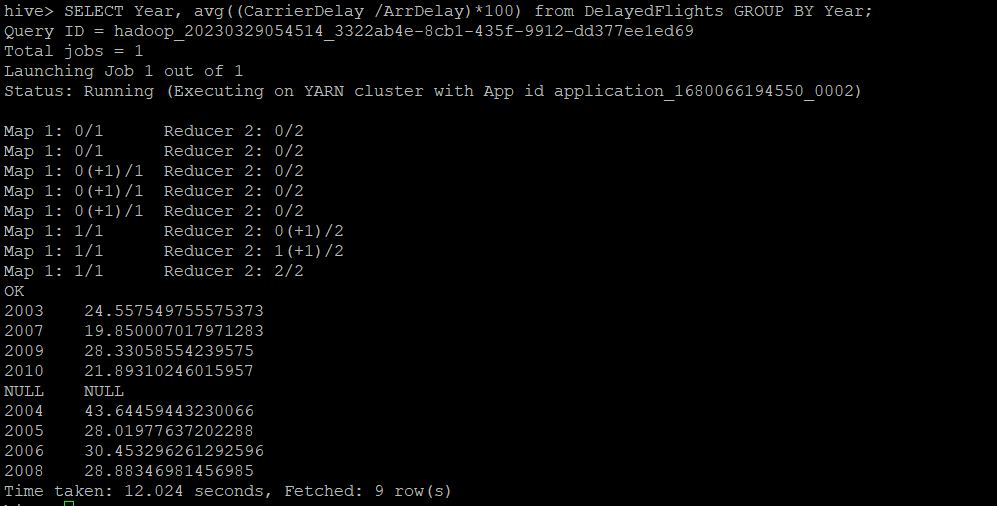 hive> SELECT Year, avg((CarrierDelay /ArrDelay)*100) from DelayedFlights GROUP BY Year;
Query ID = hadoop_20230329054514_3322ab4e-8cb1-435f-9912-dd377ee1ed69
Total jobs = 1
Launching Job 1 out of 1
Status: Running (Executing on YARN cluster with App id application_1680066194550_0002)
Map 1: 0/1      Reducer 2: 0/2
Map 1: 0/1      Reducer 2: 0/2
Map 1: 0(+1)/1  Reducer 2: 0/2
Map 1: 0(+1)/1  Reducer 2: 0/2
Map 1: 0(+1)/1  Reducer 2: 0/2
Map 1: 1/1      Reducer 2: 0(+1)/2
Map 1: 1/1      Reducer 2: 1(+1)/2
Map 1: 1/1      Reducer 2: 2/2
OK
2003    24.557549755575373
2007    19.850007017971283
2009    28.33058554239575
2010    21.89310246015957
NULL    NULL
2004    43.64459443230066
2005    28.01977637202288
2006    30.453296261292596
2008    28.88346981456985
Time taken: 12.024 seconds, Fetched: 9 row(s)